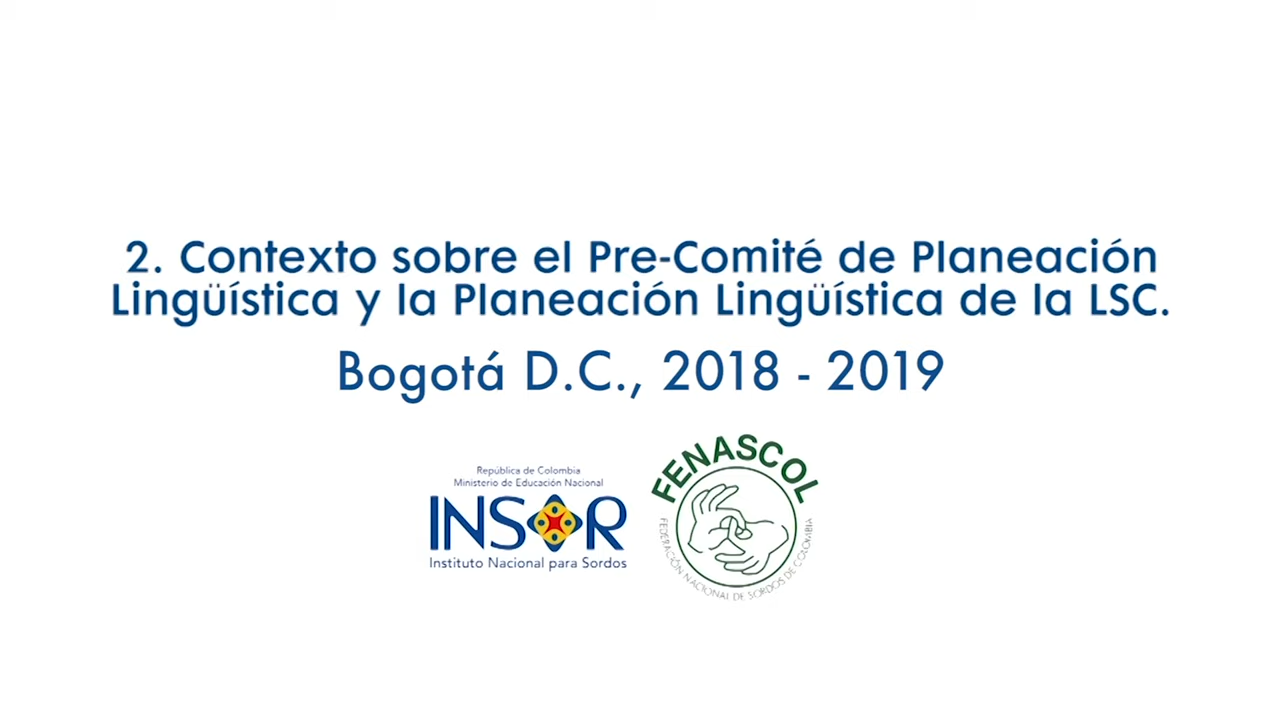 2. Contexto sobre el Pre-Comité de Planeación
Lingüística y la Planeación Lingüística de la LSC.
Bogotá D.C., 2018 - 2019
República de Colombia
Ministerio de Educación Nacional
INSOR
Instituto Nacional para Sordos
FENASCOL
FEDERACIÓN NACIONAL DE SORDOS DE COLOMBIA